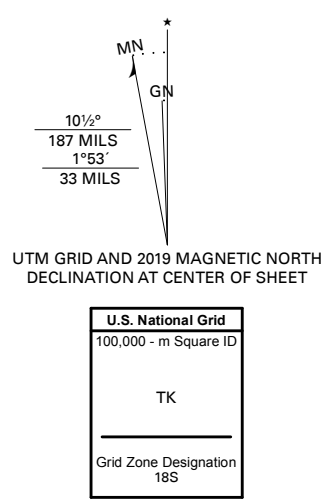 ★
MN
GN
10½°
187 MILS
1°53´
33 MILS
UTM GRID AND 2019 MAGNETIC NORTH
DECLINATION AT CENTER OF SHEET
U.S. National Grid
100,000 - m Square ID
TK
Grid Zone Designation
18S